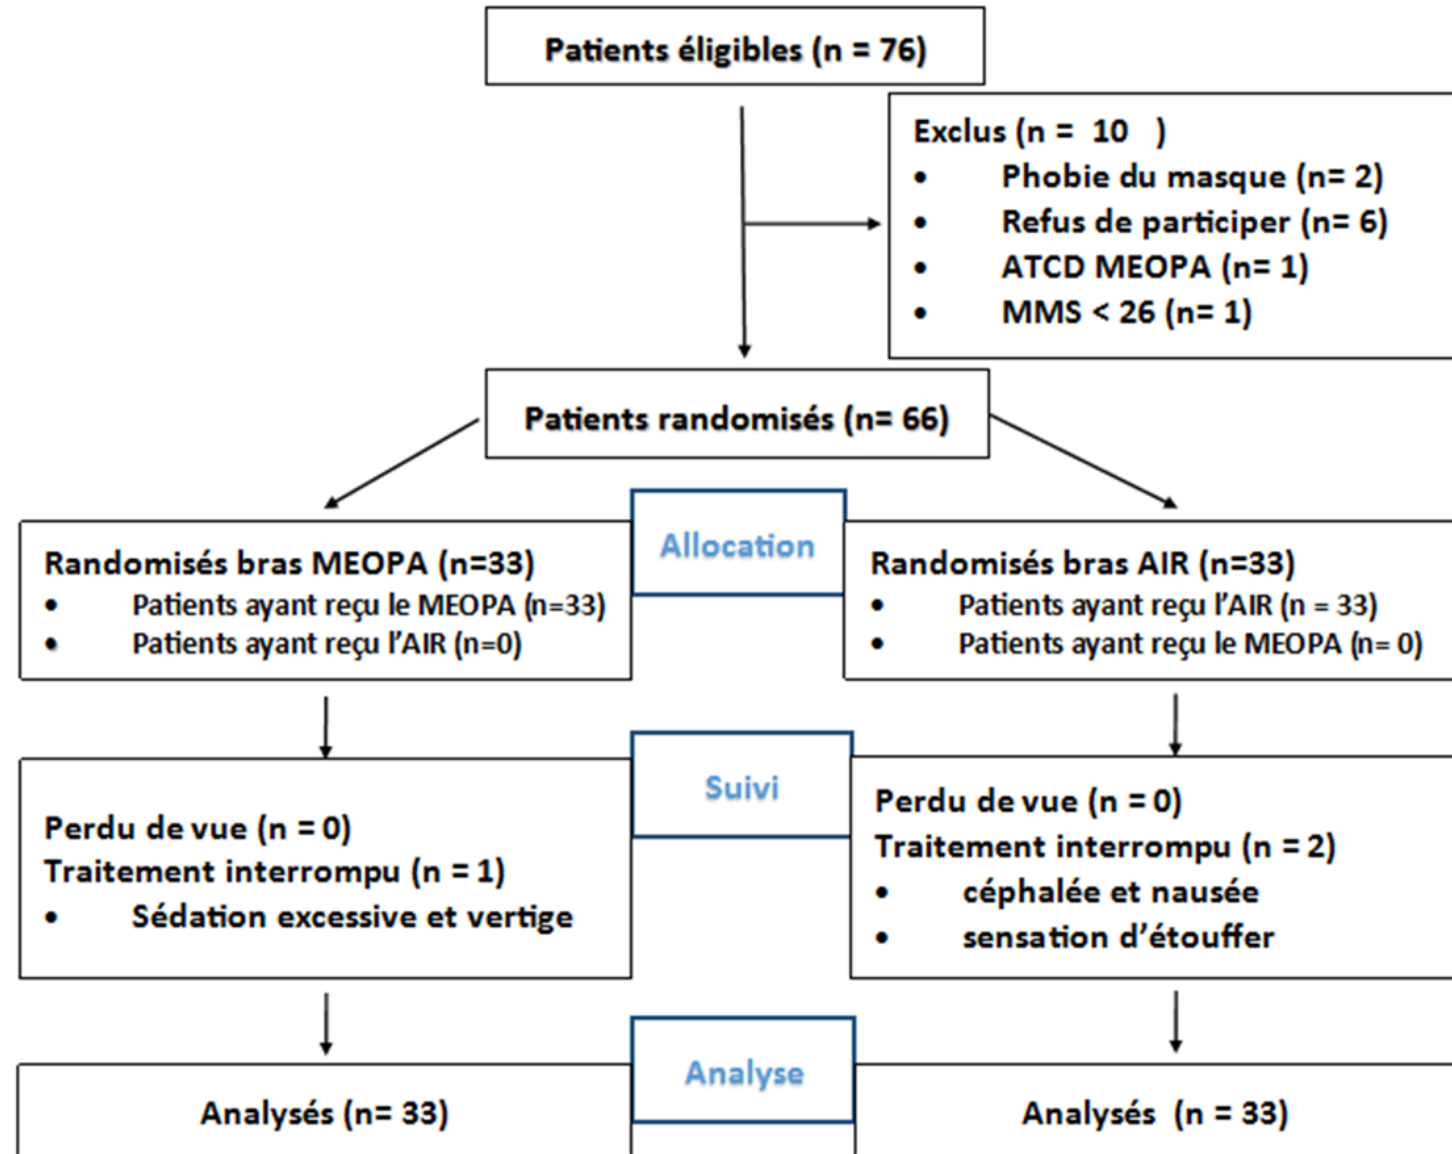 Patients éligibles (n = 76)
Exclus (n =  10   )
• Phobie du masque (n= 2)
• Refus de participer (n= 6)
• ATCD MEOPA (n= 1)
• MMS < 26 (n= 1)
Patients randomisés (n= 66)
Allocation
Randomisés bras MEOPA (n=33)
• Patients ayant reçu le MEOPA (n=33)
• Patients ayant reçu l’AIR (n=0)
Randomisés bras AIR (n=33)
• Patients ayant reçu l’AIR (n = 33)
• Patients ayant reçu le MEOPA (n= 0)
Suivi
Perdu de vue (n = 0)
Traitement interrompu (n = 1)
• Sédation excessive et vertige
Perdu de vue (n = 0)
Traitement interrompu (n = 2)
• céphalée et nausée
• sensation d’étouffer
Analyse
Analysés (n= 33)
Analysés  (n = 33)